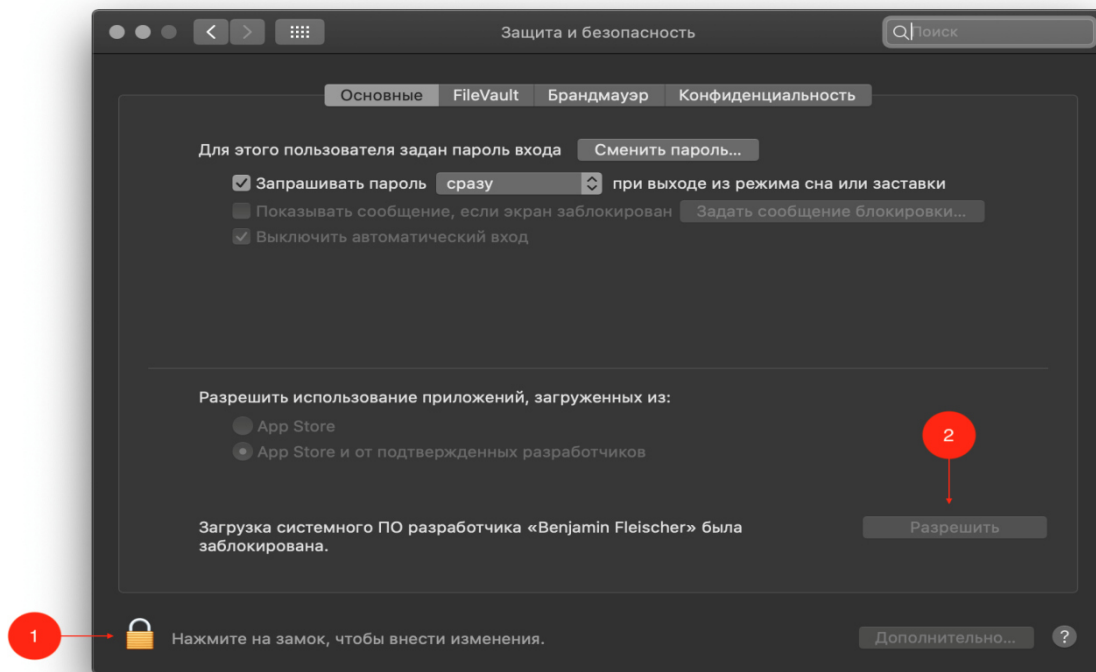 Защита и безопасность
Поиск
Основные FileVault Брандмауэр Конфиденциальность
Для этого пользователя задан пароль входа Сменить пароль...
Запрашивать пароль сразу при выходе из режима сна или заставки
Показывать сообщение, если экран заблокирован Задать сообщение блокировки...
Выключить автоматический вход
Разрешить использование приложений, загруженных из:
App Store
2
App Store и от подтвержденных разработчиков
Загрузка системного ПО разработчика «Benjamin Fleischer» была
заблокирована.
Разрешить
1
Нажмите на замок, чтобы внести изменения.
Дополнительно... ?